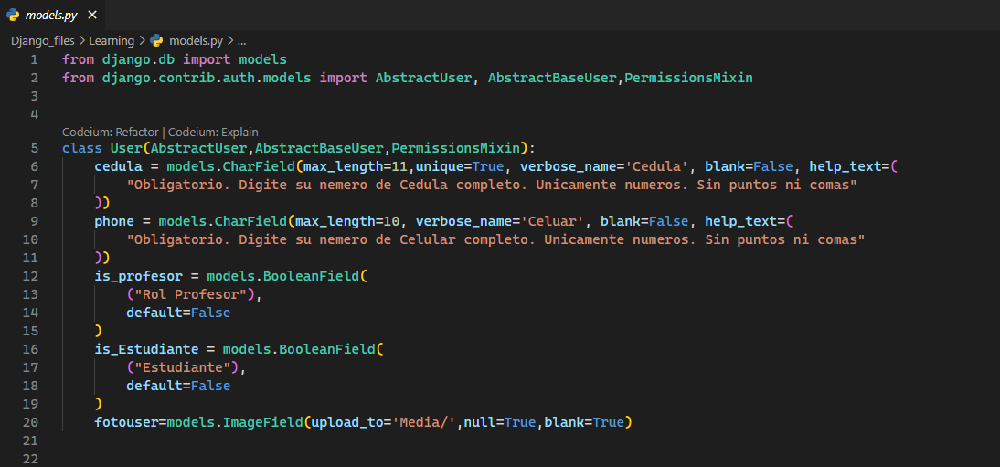 models.py ×
Django_files > Learning > models.py > ...
1 from django.db import models
2 from django.contrib.auth.models import AbstractUser, AbstractBaseUser,PermissionsMixin
3
4
Codeium: Refactor | Codeium: Explain
5 class User(AbstractUser,AbstractBaseUser,PermissionsMixin):
6     cedula = models.CharField(max_length=11,unique=True, verbose_name='Cedula', blank=False, help_text=(
7         "Obligatorio. Digite su nemero de Cedula completo. Unicamente numeros. Sin puntos ni comas"
8     ))
9     phone = models.CharField(max_length=10, verbose_name='Celuar', blank=False, help_text=(
10         "Obligatorio. Digite su nemero de Celular completo. Unicamente numeros. Sin puntos ni comas"
11     ))
12     is_profesor = models.BooleanField(
13         ("Rol Profesor"),
14         default=False
15     )
16     is_Estudiante = models.BooleanField(
17         ("Estudiante"),
18         default=False
19     )
20     fotouser=models.ImageField(upload_to='Media/',null=True,blank=True)
21
22